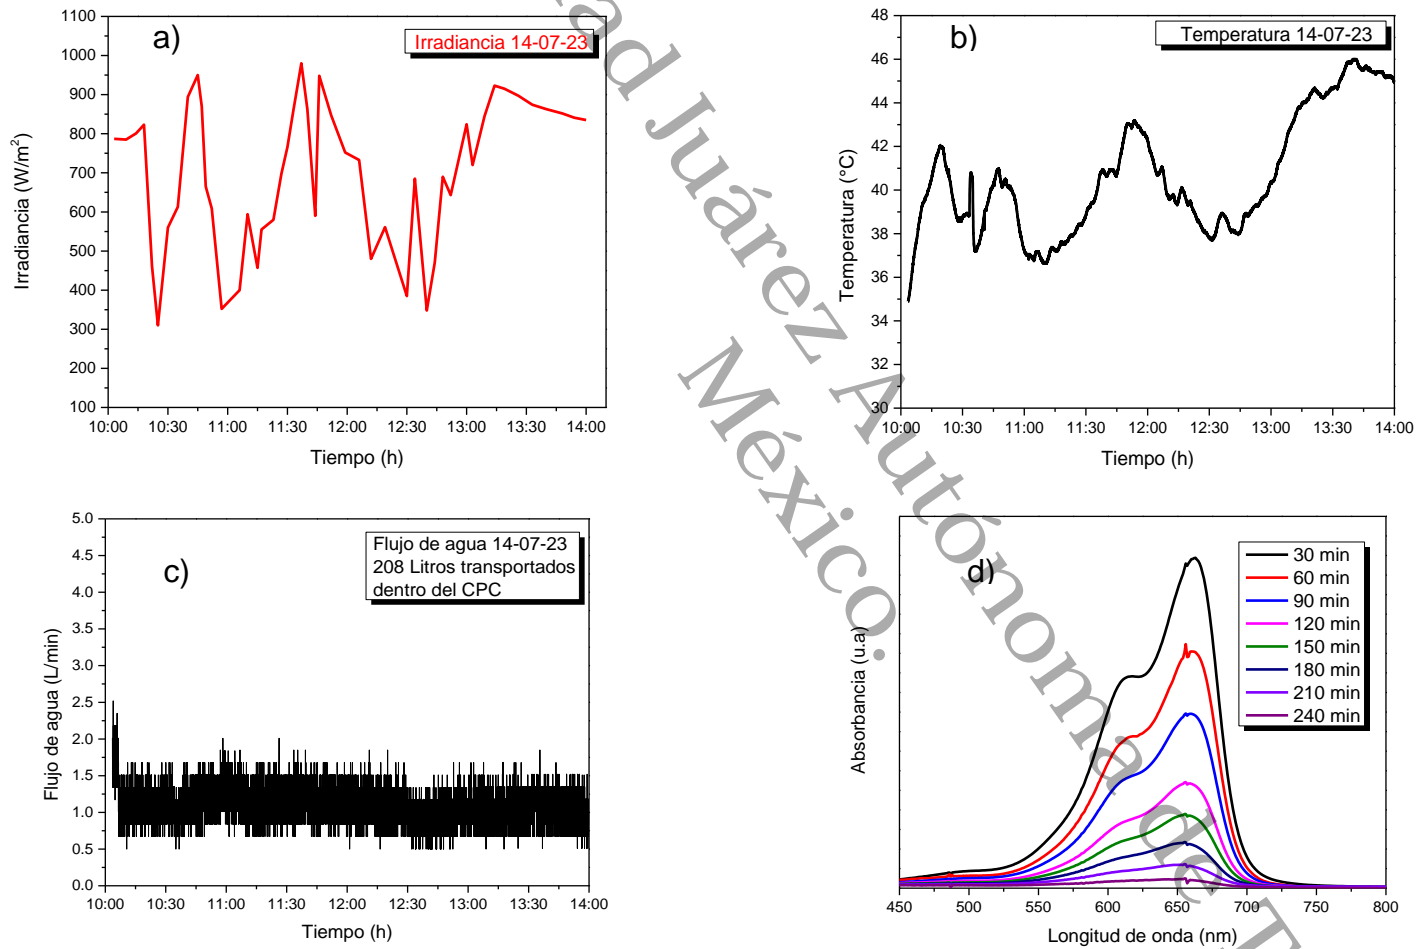 a)
Irradiancia 14-07-23
1100
1000
900
800
700
600
500
400
300
200
100
Irradiancia (W/m²)
10:00 10:30 11:00 11:30 12:00 12:30 13:00 13:30 14:00
Tiempo (h)
b)
Temperatura 14-07-23
48
46
44
42
40
38
36
34
32
30
Temperatura (°C)
10:00 10:30 11:00 11:30 12:00 12:30 13:00 13:30 14:00
Tiempo (h)
c)
Flujo de agua 14-07-23
208 Litros transportados
dentro del CPC
5.0
4.5
4.0
3.5
3.0
2.5
2.0
1.5
1.0
0.5
0.0
Flujo de agua (L/min)
10:00 10:30 11:00 11:30 12:00 12:30 13:00 13:30 14:00
Tiempo (h)
d)
30 min
60 min
90 min
120 min
150 min
180 min
210 min
240 min
Absorbancia (u.a)
450 500 550 600 650 700 750 800
Longitud de onda (nm)
ad Juárez Autónoma de T
México.